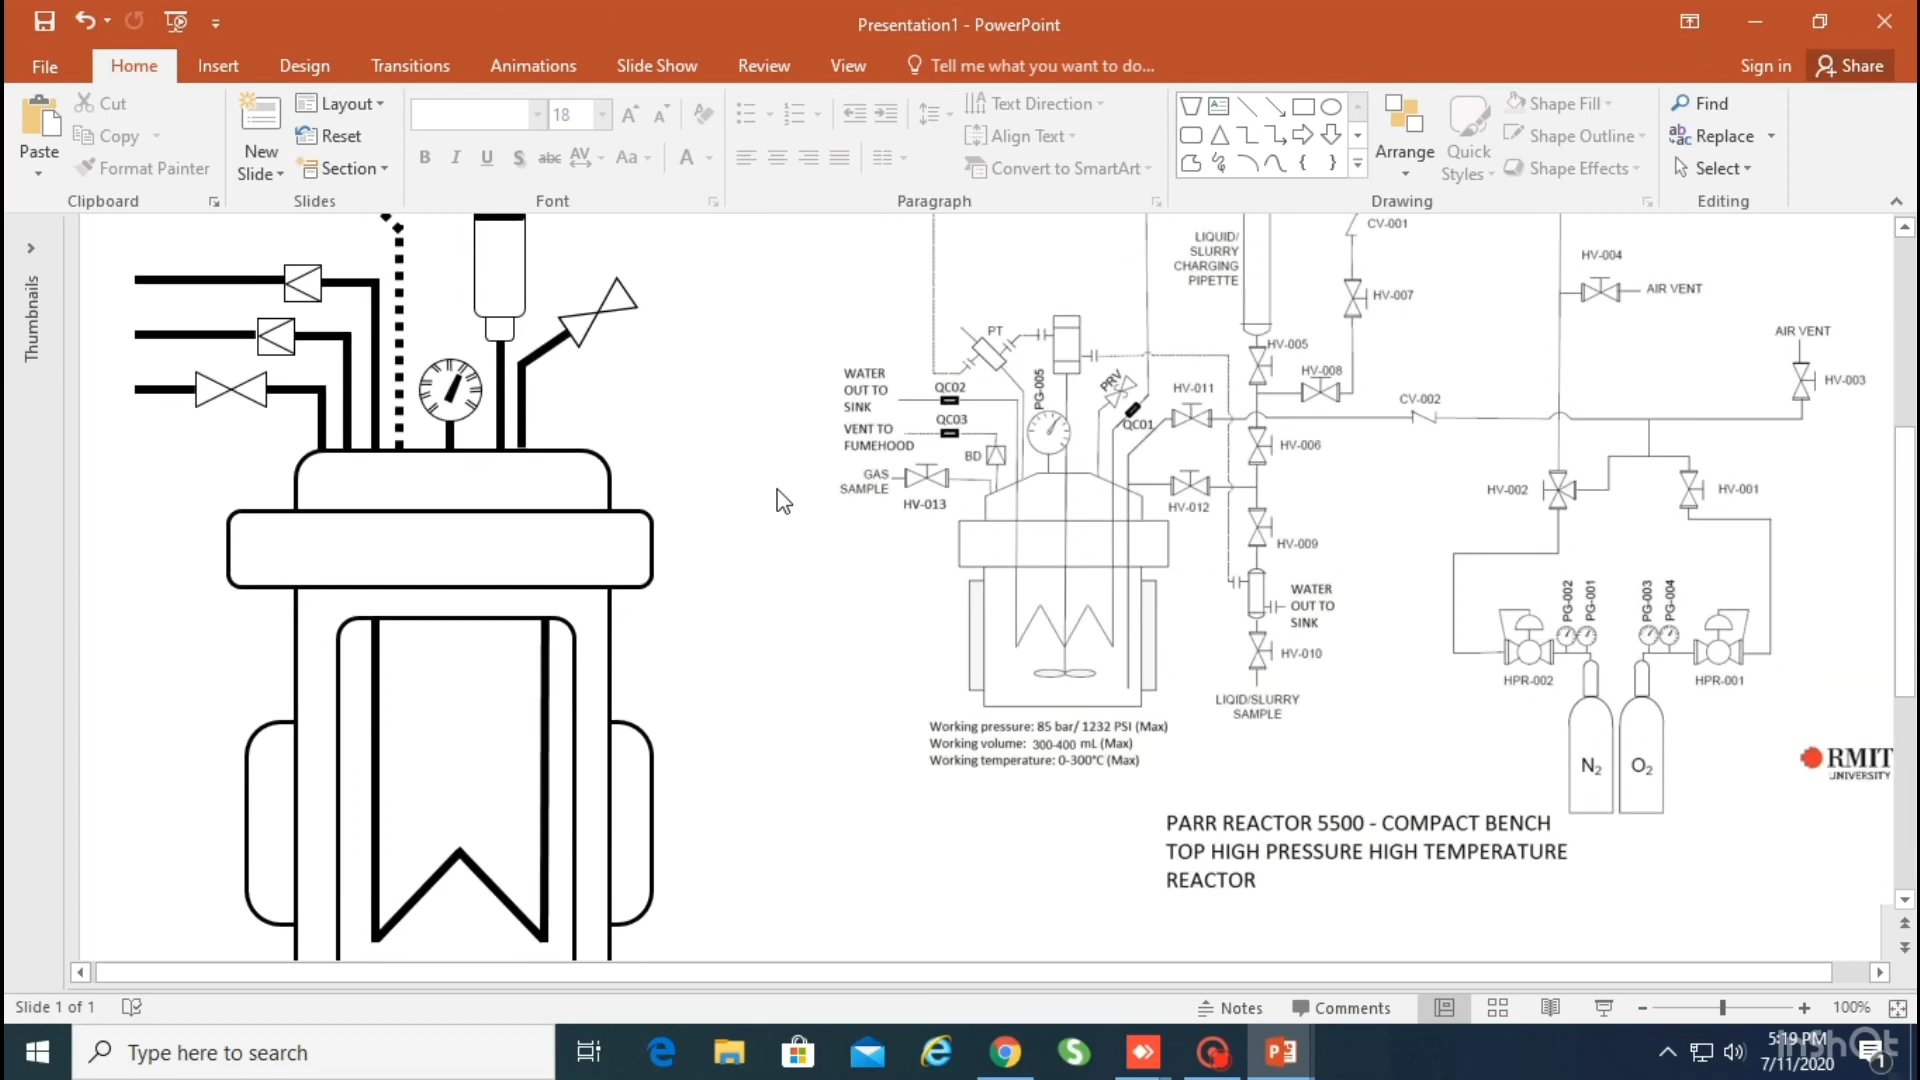 Presentation1 - PowerPoint
File
Home
Insert
Design
Transitions
Animations
Slide Show
Review
View
Tell me what you want to do...
Sign in
Share
Paste
Cut
Copy
Format Painter
Clipboard
New
Slide
Layout
Reset
Section
Slides
18
B I U S abc AV Aa A
Font
Text Direction
Align Text
Convert to SmartArt
Paragraph
Arrange
Quick
Styles
Shape Fill
Shape Outline
Shape Effects
Drawing
Find
Replace
Select
Editing
Thumbnails
LIQUID/
SLURRY
CHARGING
PIPETTE
CV-001
HV-004
AIR VENT
HV-007
PT
HV-005
AIR VENT
WATER
OUT TO
SINK
QC02
PG-005
PRV
HV-011
HV-008
HV-003
CV-002
VENT TO
FUMEHOOD
QC03
QC01
BD
HV-006
GAS
SAMPLE
HV-013
HV-012
HV-002
HV-001
HV-009
WATER
OUT TO
SINK
PG-002
PG-001
PG-003
PG-004
HV-010
HPR-002
HPR-001
LIQID/SLURRY
SAMPLE
Working pressure: 85 bar/ 1232 PSI (Max)
Working volume: 300-400 mL (Max)
Working temperature: 0-300°C (Max)
N2
O2
RMIT
UNIVERSITY
PARR REACTOR 5500 - COMPACT BENCH
TOP HIGH PRESSURE HIGH TEMPERATURE
REACTOR
Slide 1 of 1
Notes
Comments
100%
Type here to search
5:19 PM
7/11/2020
1
InShOt